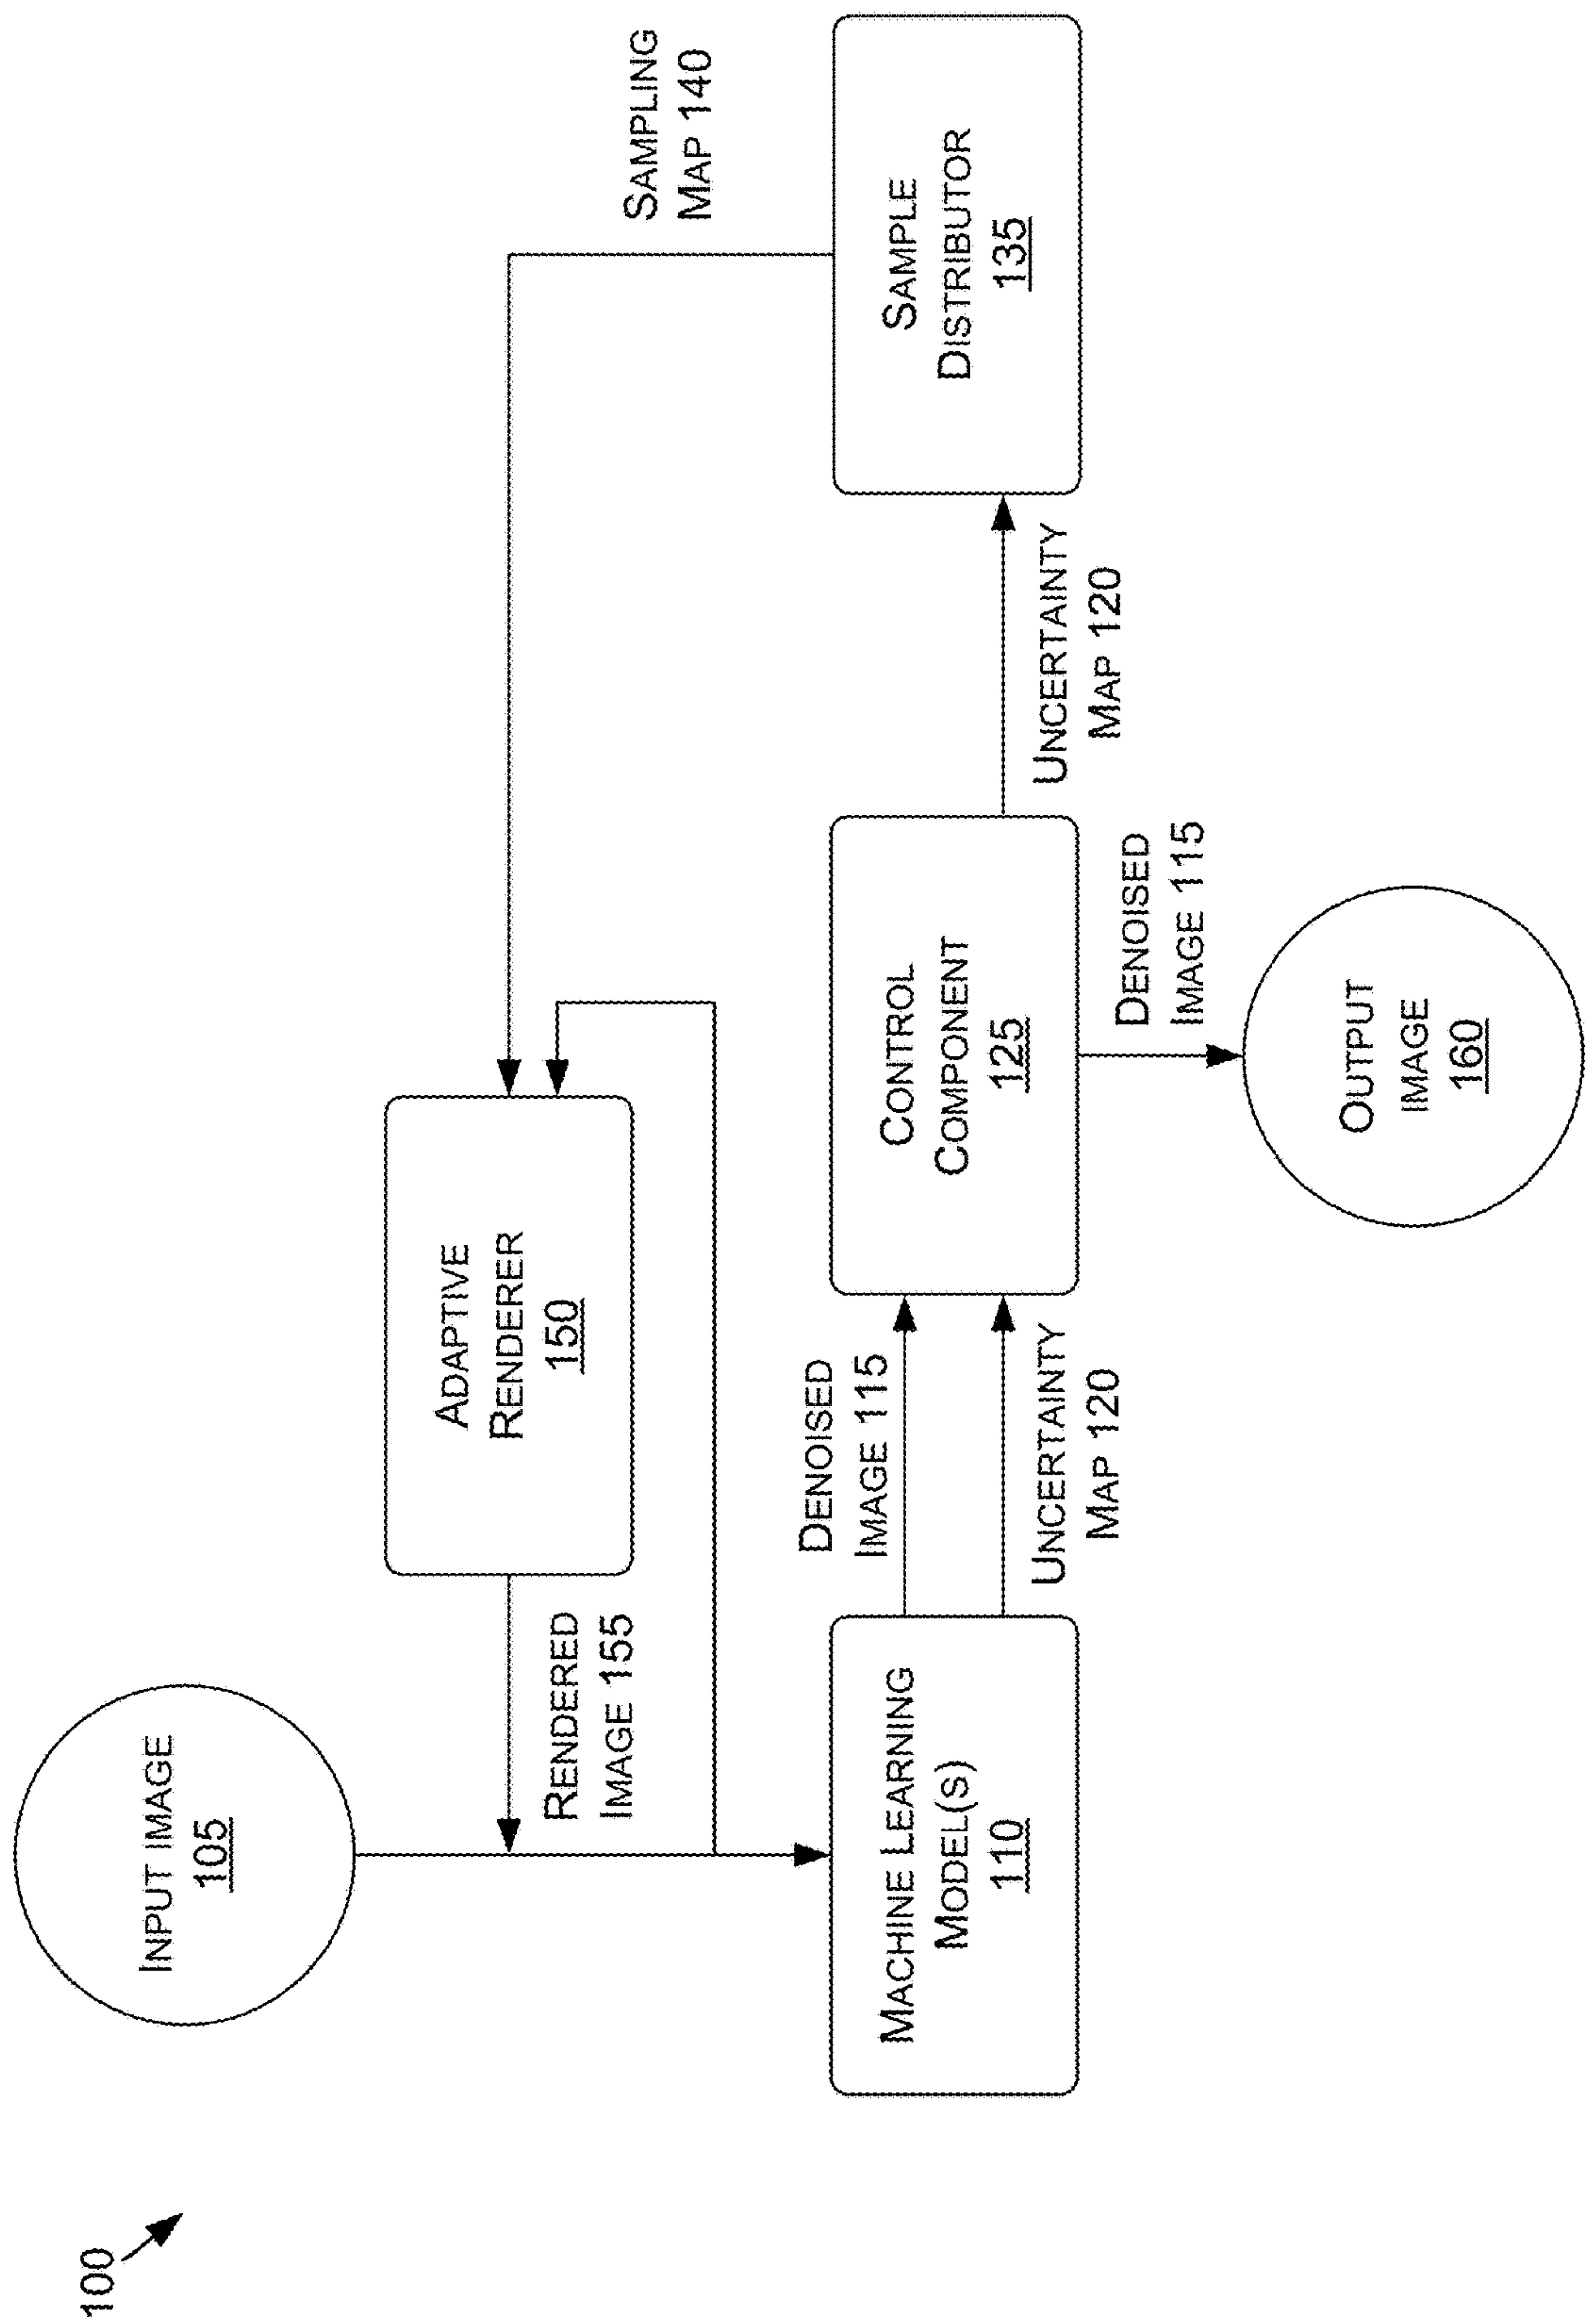 100
INPUT IMAGE
105
RENDERED
IMAGE 155
ADAPTIVE
RENDERER
150
SAMPLING
MAP 140
MACHINE LEARNING
MODEL(S)
110
DENOISED
IMAGE 115
UNCERTAINTY
MAP 120
CONTROL
COMPONENT
125
UNCERTAINTY
MAP 120
SAMPLE
DISTRIBUTOR
135
DENOISED
IMAGE 115
OUTPUT
IMAGE
160